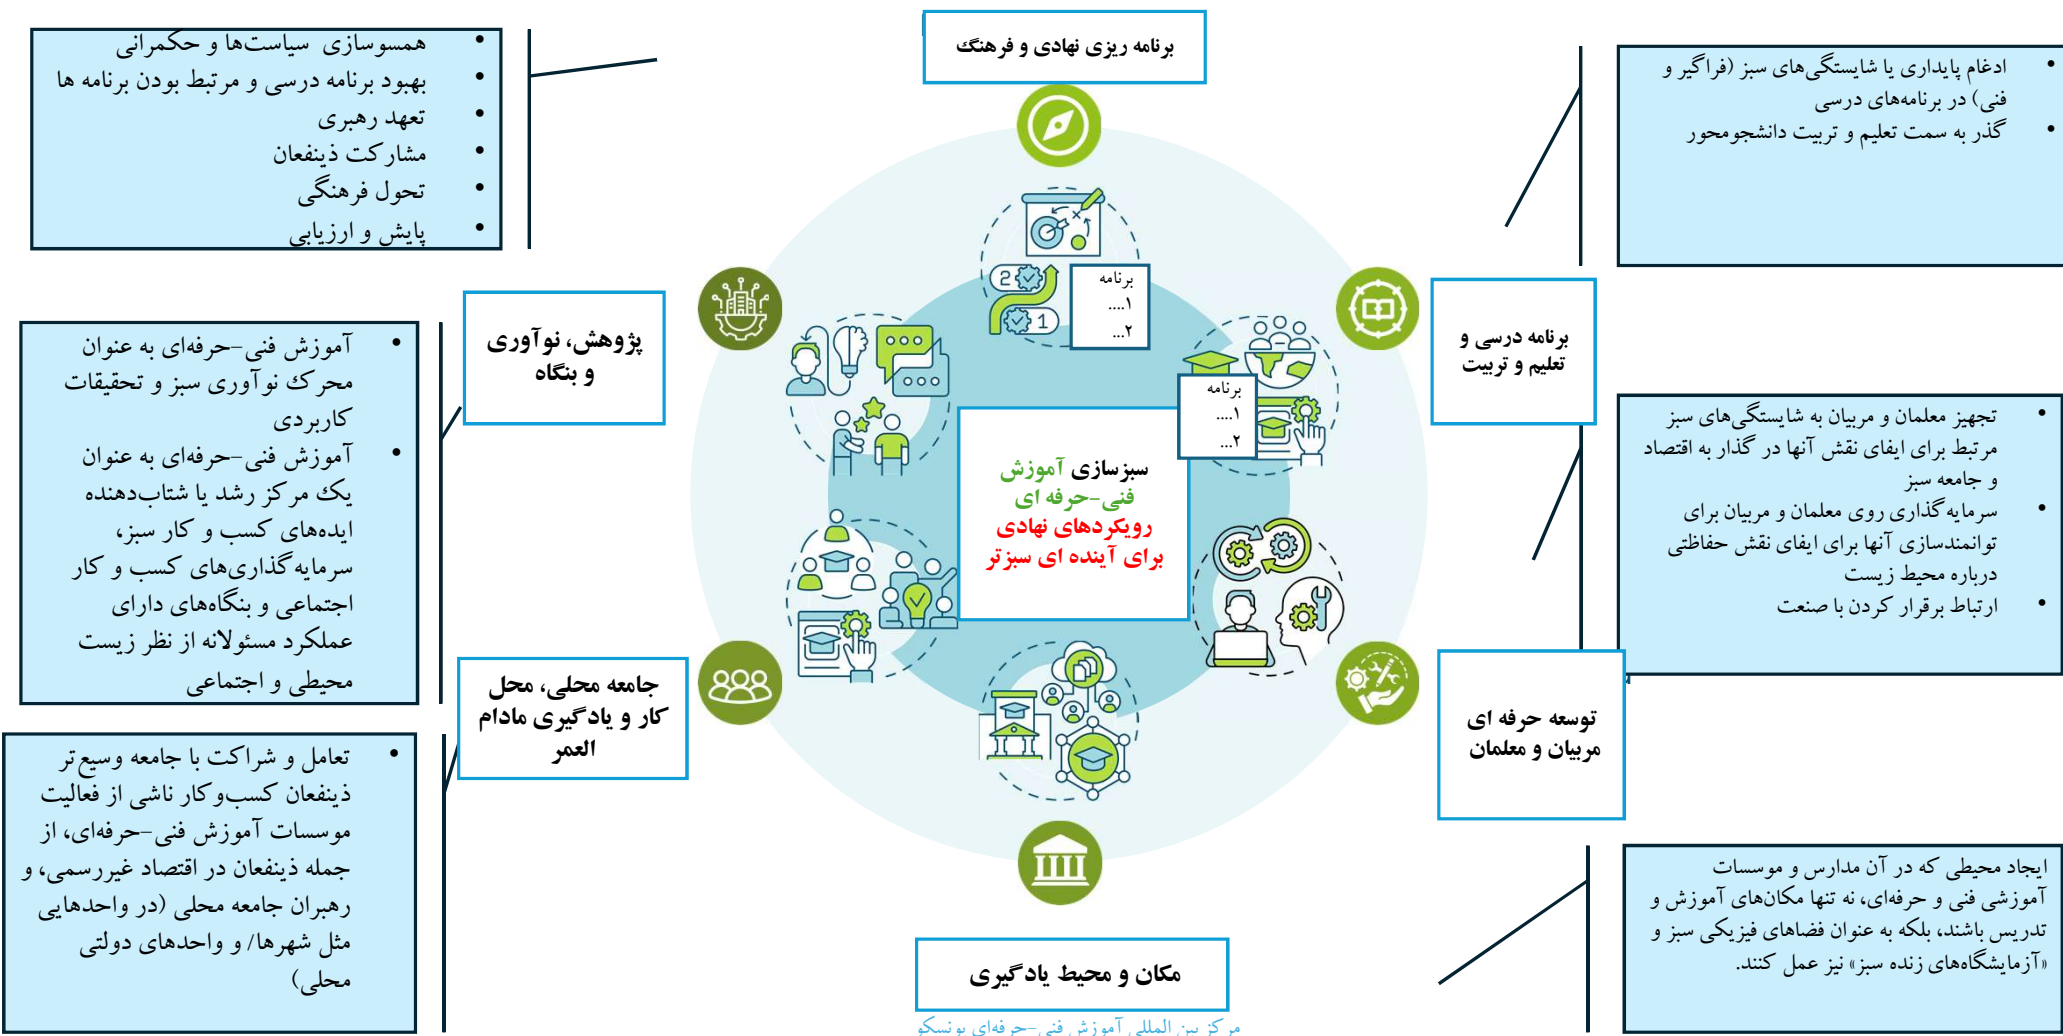 برنامه ریزی نهادی و فرهنگ
• همسوسازی سیاست‌ها و حکمرانی
• بهبود برنامه درسی و مرتبط بودن برنامه ها
• تعهد رهبری
• مشارکت ذینفعان
• تحول فرهنگی
• پایش و ارزیابی
• ادغام پایداری یا شایستگی‌های سبز (فراگیر و
فنی) در برنامه‌های درسی
• گذر به سمت تعلیم و تربیت دانشجومحور
برنامه درسی و
تعلیم و تربیت
• تجهیز معلمان و مربیان به شایستگی‌های سبز
مرتبط برای ایفای نقش آنها در گذار به اقتصاد
و جامعه سبز
• سرمایه‌گذاری روی معلمان و مربیان برای
توانمندسازی آنها برای ایفای نقش حفاظتی
درباره محیط زیست
• ارتباط برقرار کردن با صنعت
توسعه حرفه ای
مربیان و معلمان
ایجاد محیطی که در آن مدارس و موسسات
آموزشی فنی و حرفه‌ای، نه تنها مکان‌های آموزش و
تدریس باشند، بلکه به عنوان فضاهای فیزیکی سبز و
«آزمایشگاه‌های زنده سبز» نیز عمل کنند.
برنامه
۱....
۲...
برنامه
۱....
۲...
2
1
سبزسازی آموزش
فنی-حرفه ای
رویکردهای نهادی
برای آینده ای سبزتر
پژوهش، نوآوری
و بنگاه
• آموزش فنی-حرفه‌ای به عنوان
محرک نوآوری سبز و تحقیقات
کاربردی
• آموزش فنی-حرفه‌ای به عنوان
یک مرکز رشد یا شتاب‌دهنده
ایده‌های کسب و کار سبز،
سرمایه‌گذاری‌های کسب و کار
اجتماعی و بنگاه‌های دارای
عملکرد مسئولانه از نظر زیست
محیطی و اجتماعی
جامعه محلی، محل
کار و یادگیری مادام
العمر
• تعامل و شراکت با جامعه وسیع‌تر
ذینفعان کسب‌وکار ناشی از فعالیت
موسسات آموزش فنی-حرفه‌ای، از
جمله ذینفعان در اقتصاد غیررسمی، و
رهبران جامعه محلی (در واحدهایی
مثل شهرها/ و واحدهای دولتی
محلی)
مکان و محیط یادگیری
مرکز بین المللی آموزش فنی-حرفه‌ای یونسکو